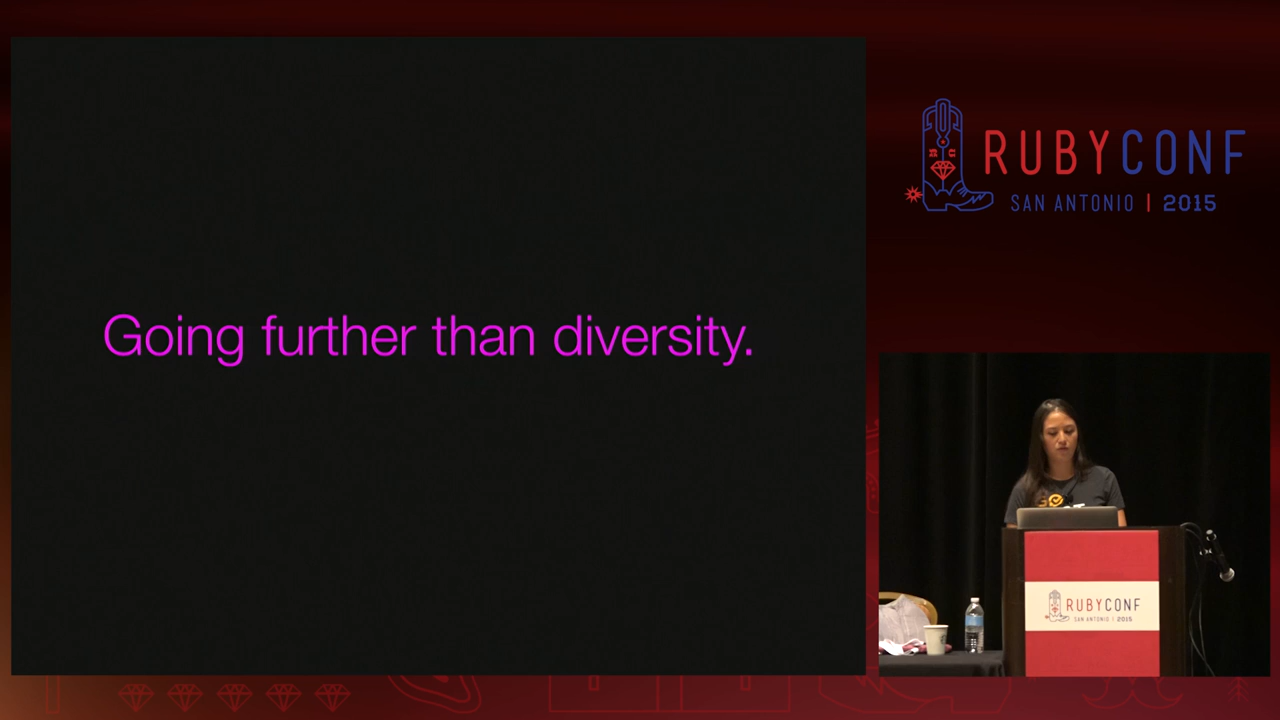 Going further than diversity.
RUBYCONF
SAN ANTONIO | 2015
RUBYCONF
SAN ANTONIO | 2015